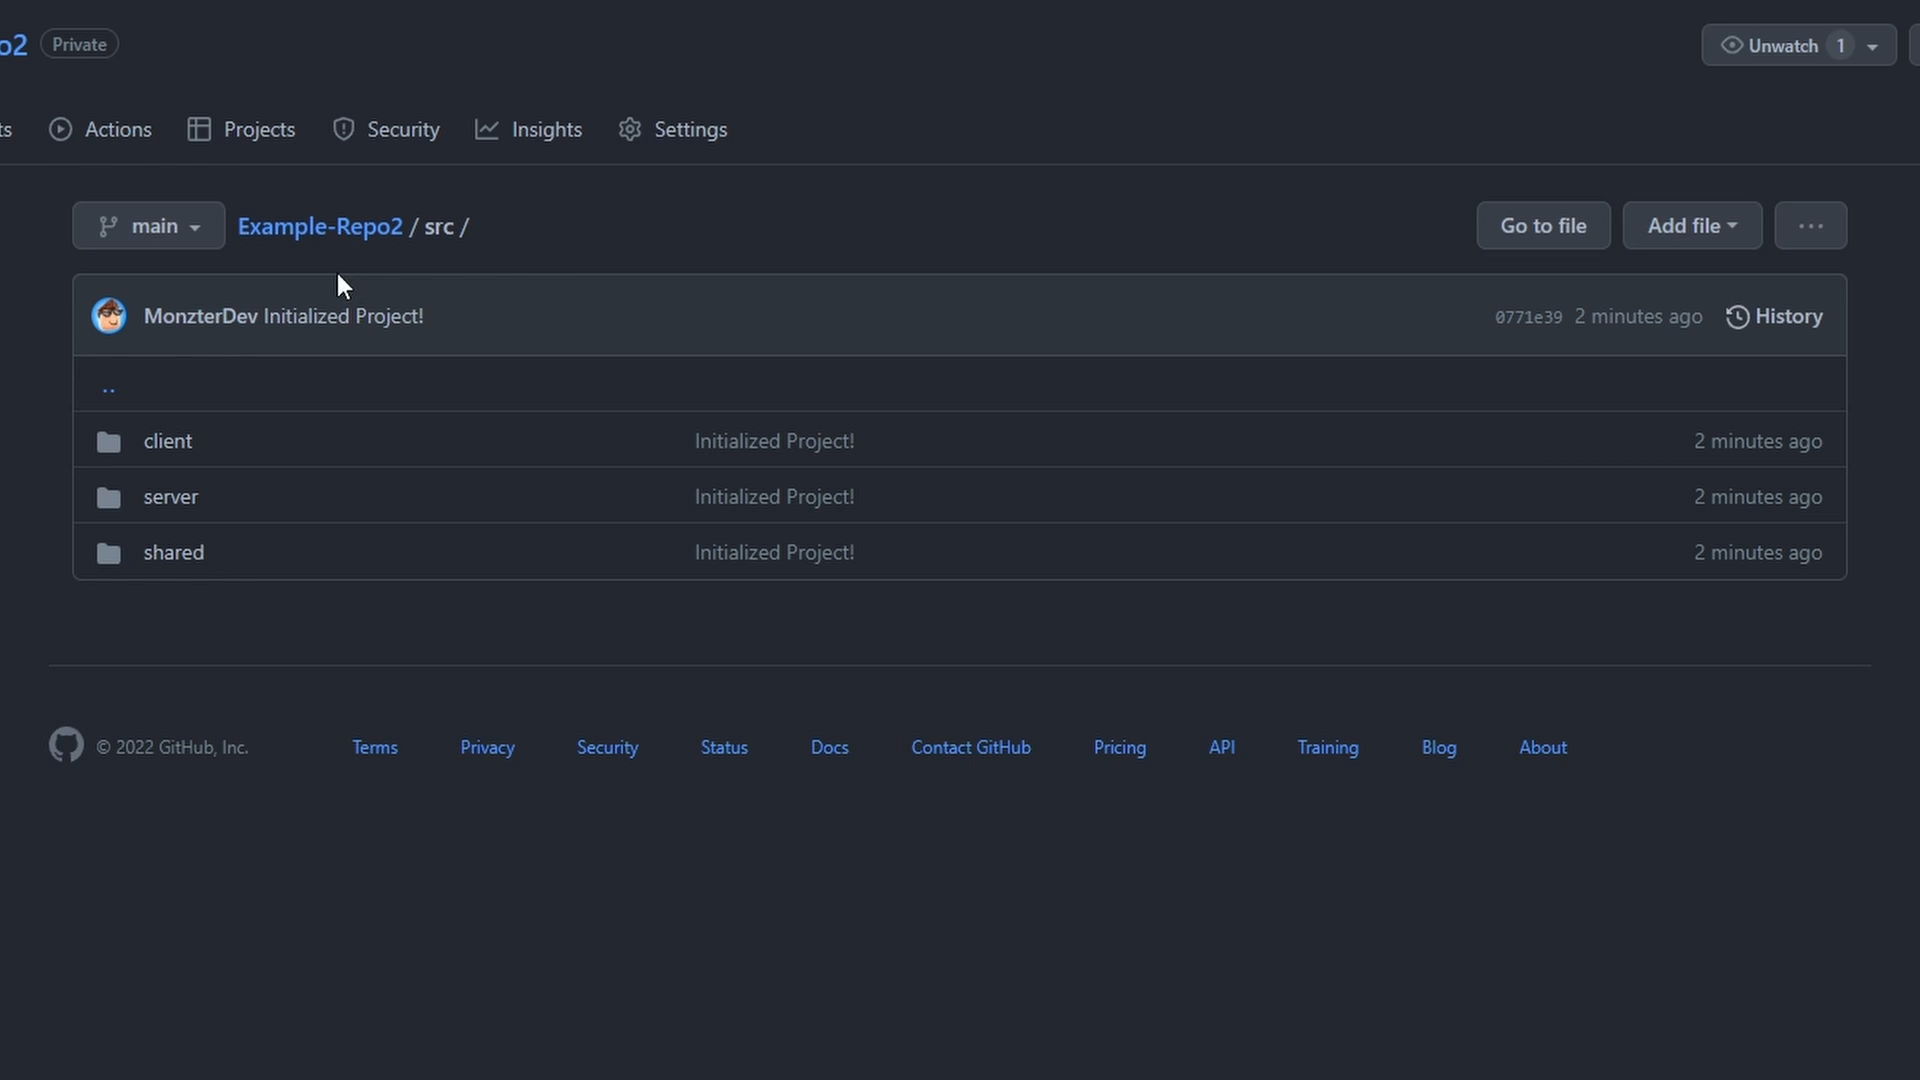 o2 Private Unwatch 1
ts Actions Projects Security Insights Settings
main Example-Repo2 / src / Go to file Add file ...
MonzterDev Initialized Project! 0771e39 2 minutes ago History
..
client Initialized Project! 2 minutes ago
server Initialized Project! 2 minutes ago
shared Initialized Project! 2 minutes ago
© 2022 GitHub, Inc. Terms Privacy Security Status Docs Contact GitHub Pricing API Training Blog About